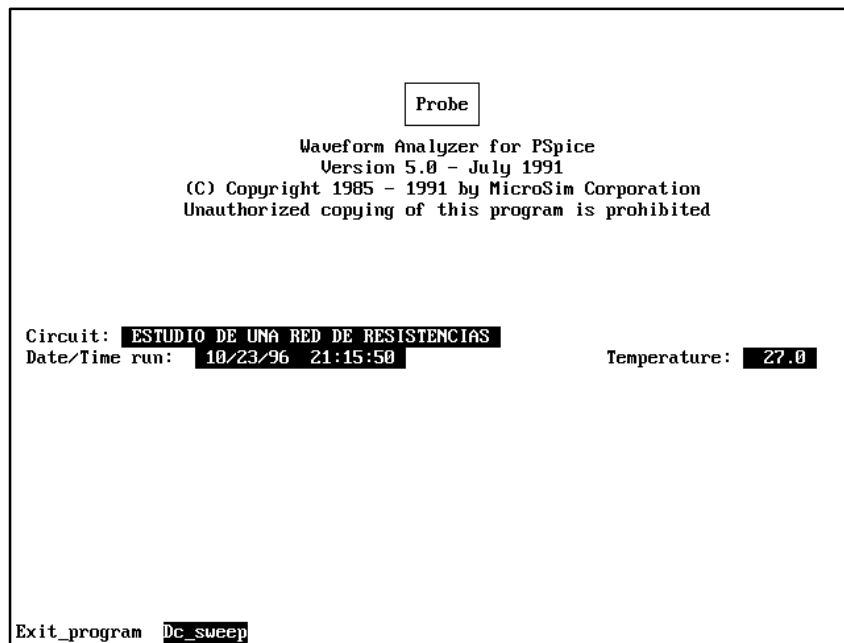 Probe
Waveform Analyzer for PSpice
Version 5.0 - July 1991
(C) Copyright 1985 - 1991 by MicroSim Corporation
Unauthorized copying of this program is prohibited
Circuit: ESTUDIO DE UNA RED DE RESISTENCIAS
Date/Time run: 10/23/96 21:15:50 Temperature: 27.0
Exit_program Dc_sweep